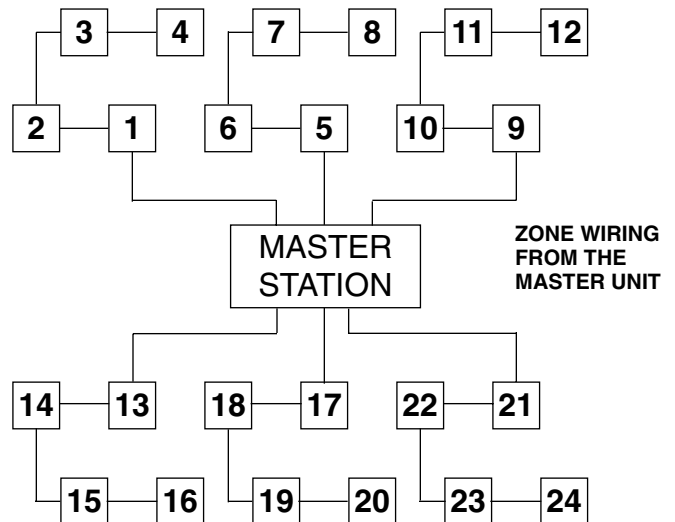 3 4 7 8 11 12
2 1 6 5 10 9
MASTER
STATION
ZONE WIRING
FROM THE
MASTER UNIT
14 13 18 17 22 21
15 16 19 20 23 24